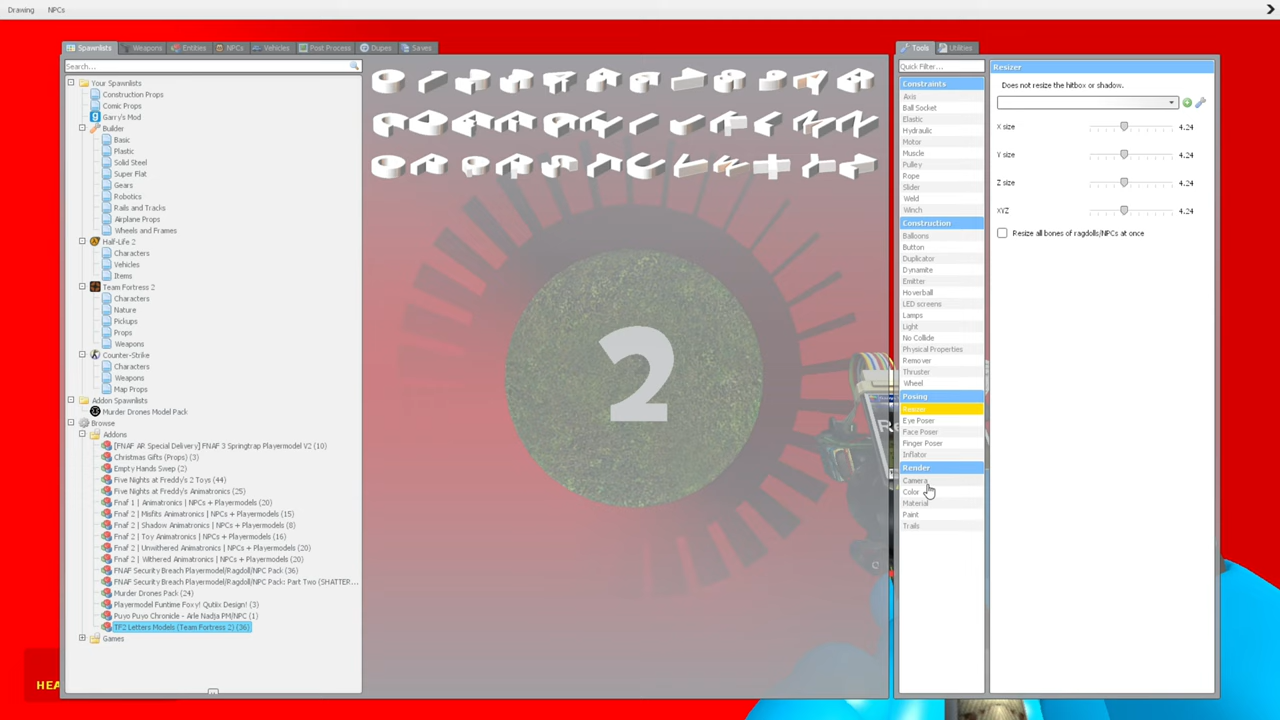 Drawing NPCs
Spawnlists Weapons Entities NPCs Vehicles Post Process Dupes Saves
Search...
Your Spawnlists
Construction Props
Comic Props
Garry's Mod
Builder
Basic
Plastic
Solid Steel
Super Flat
Gears
Robotics
Rails and Tracks
Airplane Props
Wheels and Frames
Half-Life 2
Characters
Vehicles
Items
Team Fortress 2
Characters
Nature
Pickups
Props
Weapons
Counter-Strike
Characters
Weapons
Map Props
Addon Spawnlists
Murder Drones Model Pack
Browse
Addons
[FNAF AR Special Delivery] FNAF 3 Springtrap Playermodel V2 (10)
Christmas Gifts (Props) (3)
Empty Hands Swep (2)
Five Nights at Freddy's 2 Toys (44)
Five Nights at Freddy's Animatronics (25)
Fnaf 1 | Animatronics | NPCs + Playermodels (20)
Fnaf 2 | Misfits Animatronics | NPCs + Playermodels (15)
Fnaf 2 | Shadow Animatronics | NPCs + Playermodels (8)
Fnaf 2 | Toy Animatronics | NPCs + Playermodels (16)
Fnaf 2 | Unwithered Animatronics | NPCs + Playermodels (20)
Fnaf 2 | Withered Animatronics | NPCs + Playermodels (20)
FNAF Security Breach Playermodel/Ragdoll/NPC Pack (36)
FNAF Security Breach Playermodel/Ragdoll/NPC Pack: Part Two (SHATTER...
Murder Drones Pack (24)
Playermodel Funtime Foxy! Qutiix Design! (3)
Puyo Puyo Chronicle - Arle Nadja PM/NPC (1)
TF2 Letters Models (Team Fortress 2) (36)
Games
2
HEA
Tools Utilities
Quick Filter...
Constraints
Axis
Ball Socket
Elastic
Hydraulic
Motor
Muscle
Pulley
Rope
Slider
Weld
Winch
Construction
Balloons
Button
Duplicator
Dynamite
Emitter
Hoverball
LED screens
Lamps
Light
No Collide
Physical Properties
Remover
Thruster
Wheel
Posing
Resizer
Eye Poser
Face Poser
Finger Poser
Inflator
Render
Camera
Color
Material
Paint
Trails
Resizer
Does not resize the hitbox or shadow.
X size 4.24
Y size 4.24
Z size 4.24
XYZ 4.24
Resize all bones of ragdolls/NPCs at once